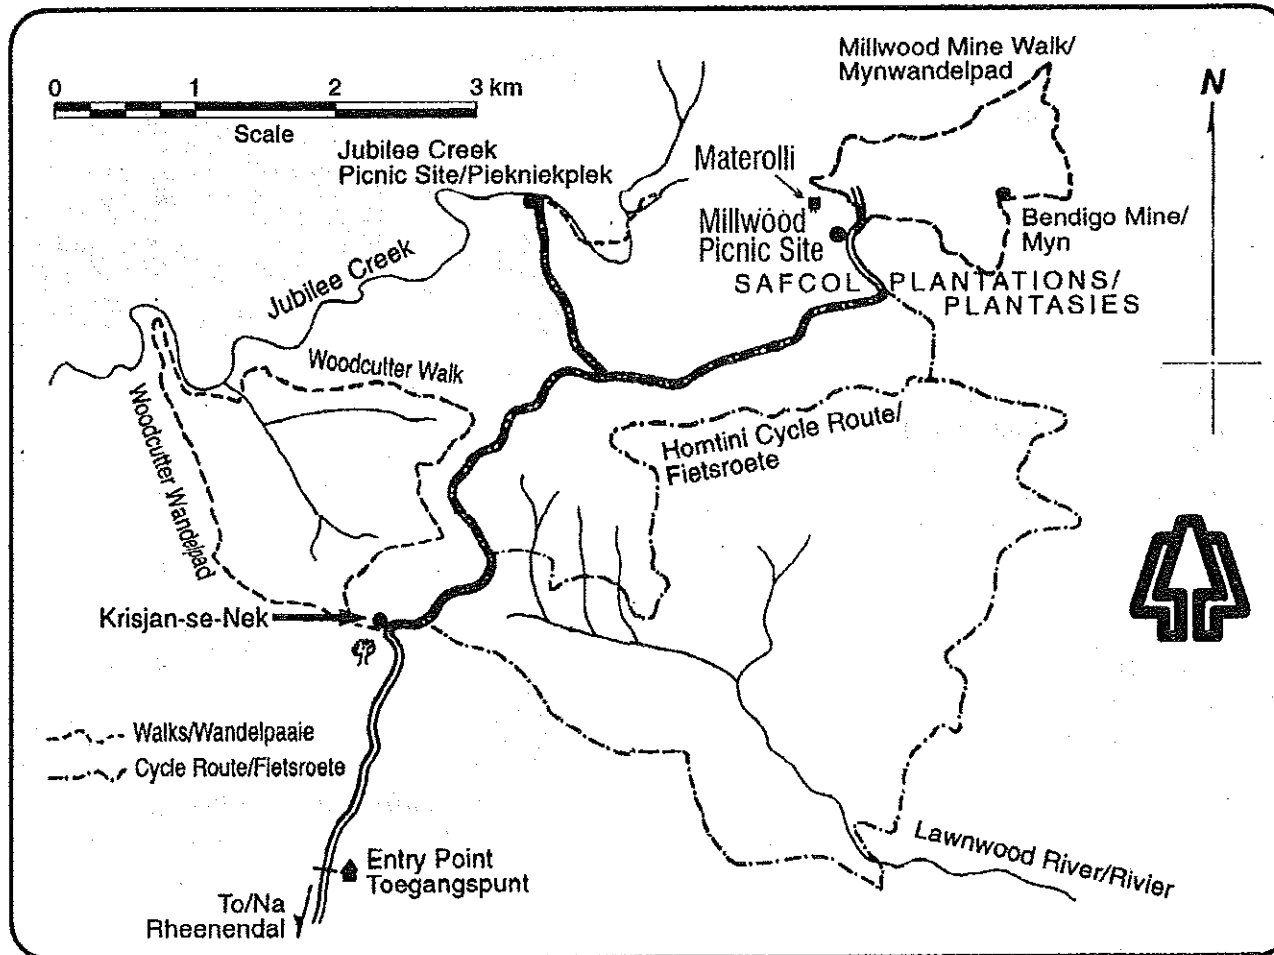 Millwood Mine Walk/
Mynwandelpad
0 1 2 3 km
Scale
N
Jubilee Creek
Picnic Site/Piekniekplek
Materolli
Millwood
Picnic Site
Bendigo Mine/
Myn
SAFCOL PLANTATIONS/
PLANTASIES
Jubilee Creek
Woodcutter Walk
Woodcutter Wandelpad
Homtini Cycle Route/
Fietsroete
Krisjan-se-Nek
Walks/Wandelpaaie
Cycle Route/Fietsroete
Lawnwood River/Rivier
Entry Point
Toegangspunt
To/Na
Rheenendal